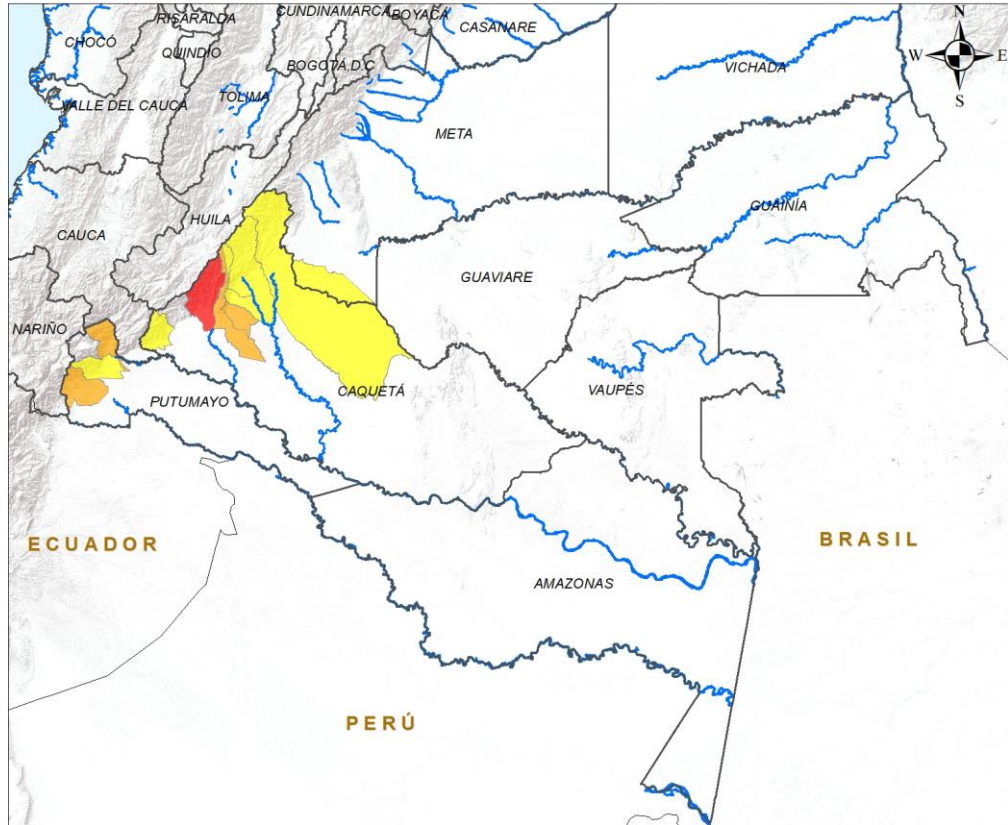 RISARALDA
CUNDINAMARCA
BOYACÁ
CASANARE
N
CHOCÓ
QUINDÍO
BOGOTÁ D.C
W
E
VICHADA
S
VALLE DEL CAUCA
TOLIMA
META
HUILA
GUAINÍA
CAUCA
GUAVIARE
NARIÑO
CAQUETÁ
VAUPÉS
PUTUMAYO
ECUADOR
BRASIL
AMAZONAS
PERÚ